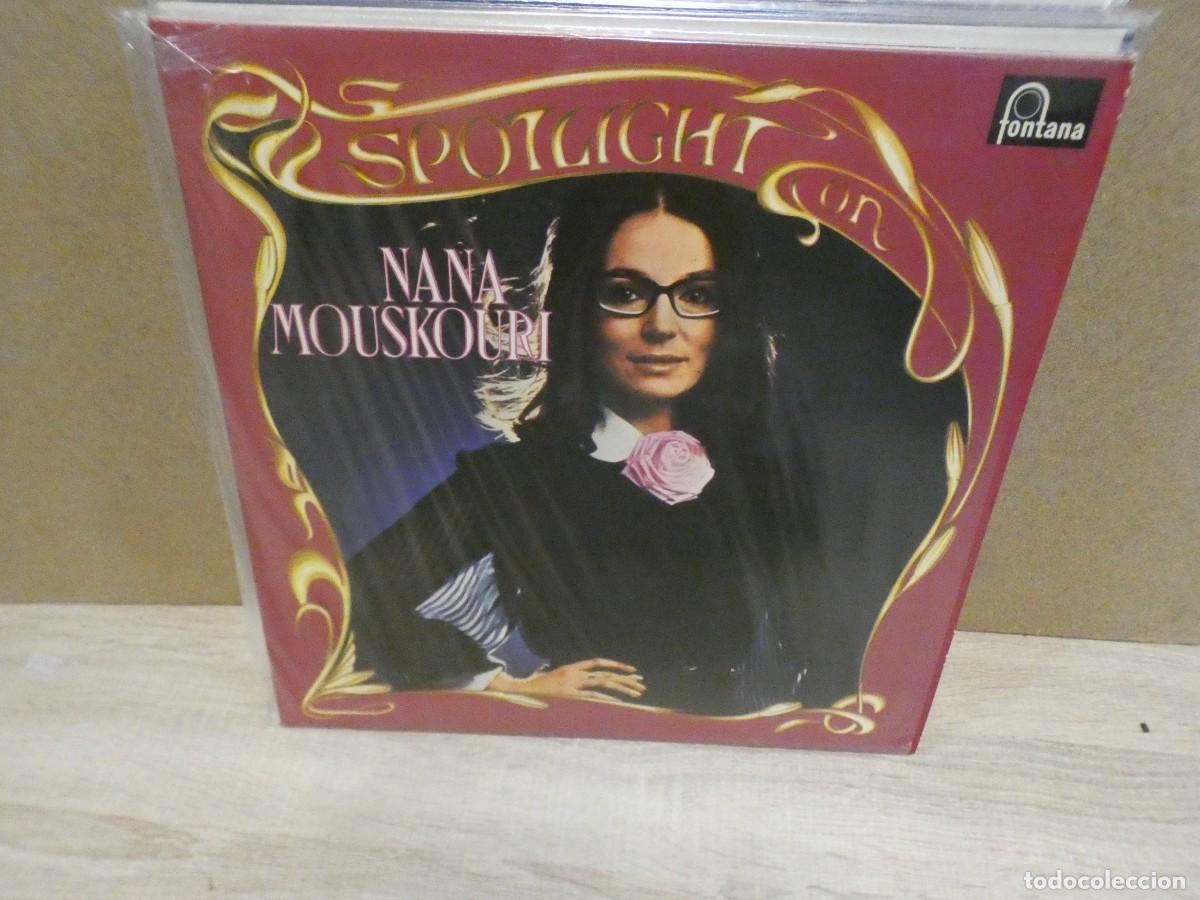 SPOTLIGHT
on
fontana
NANA
MOUSKOURI
todocoleccion